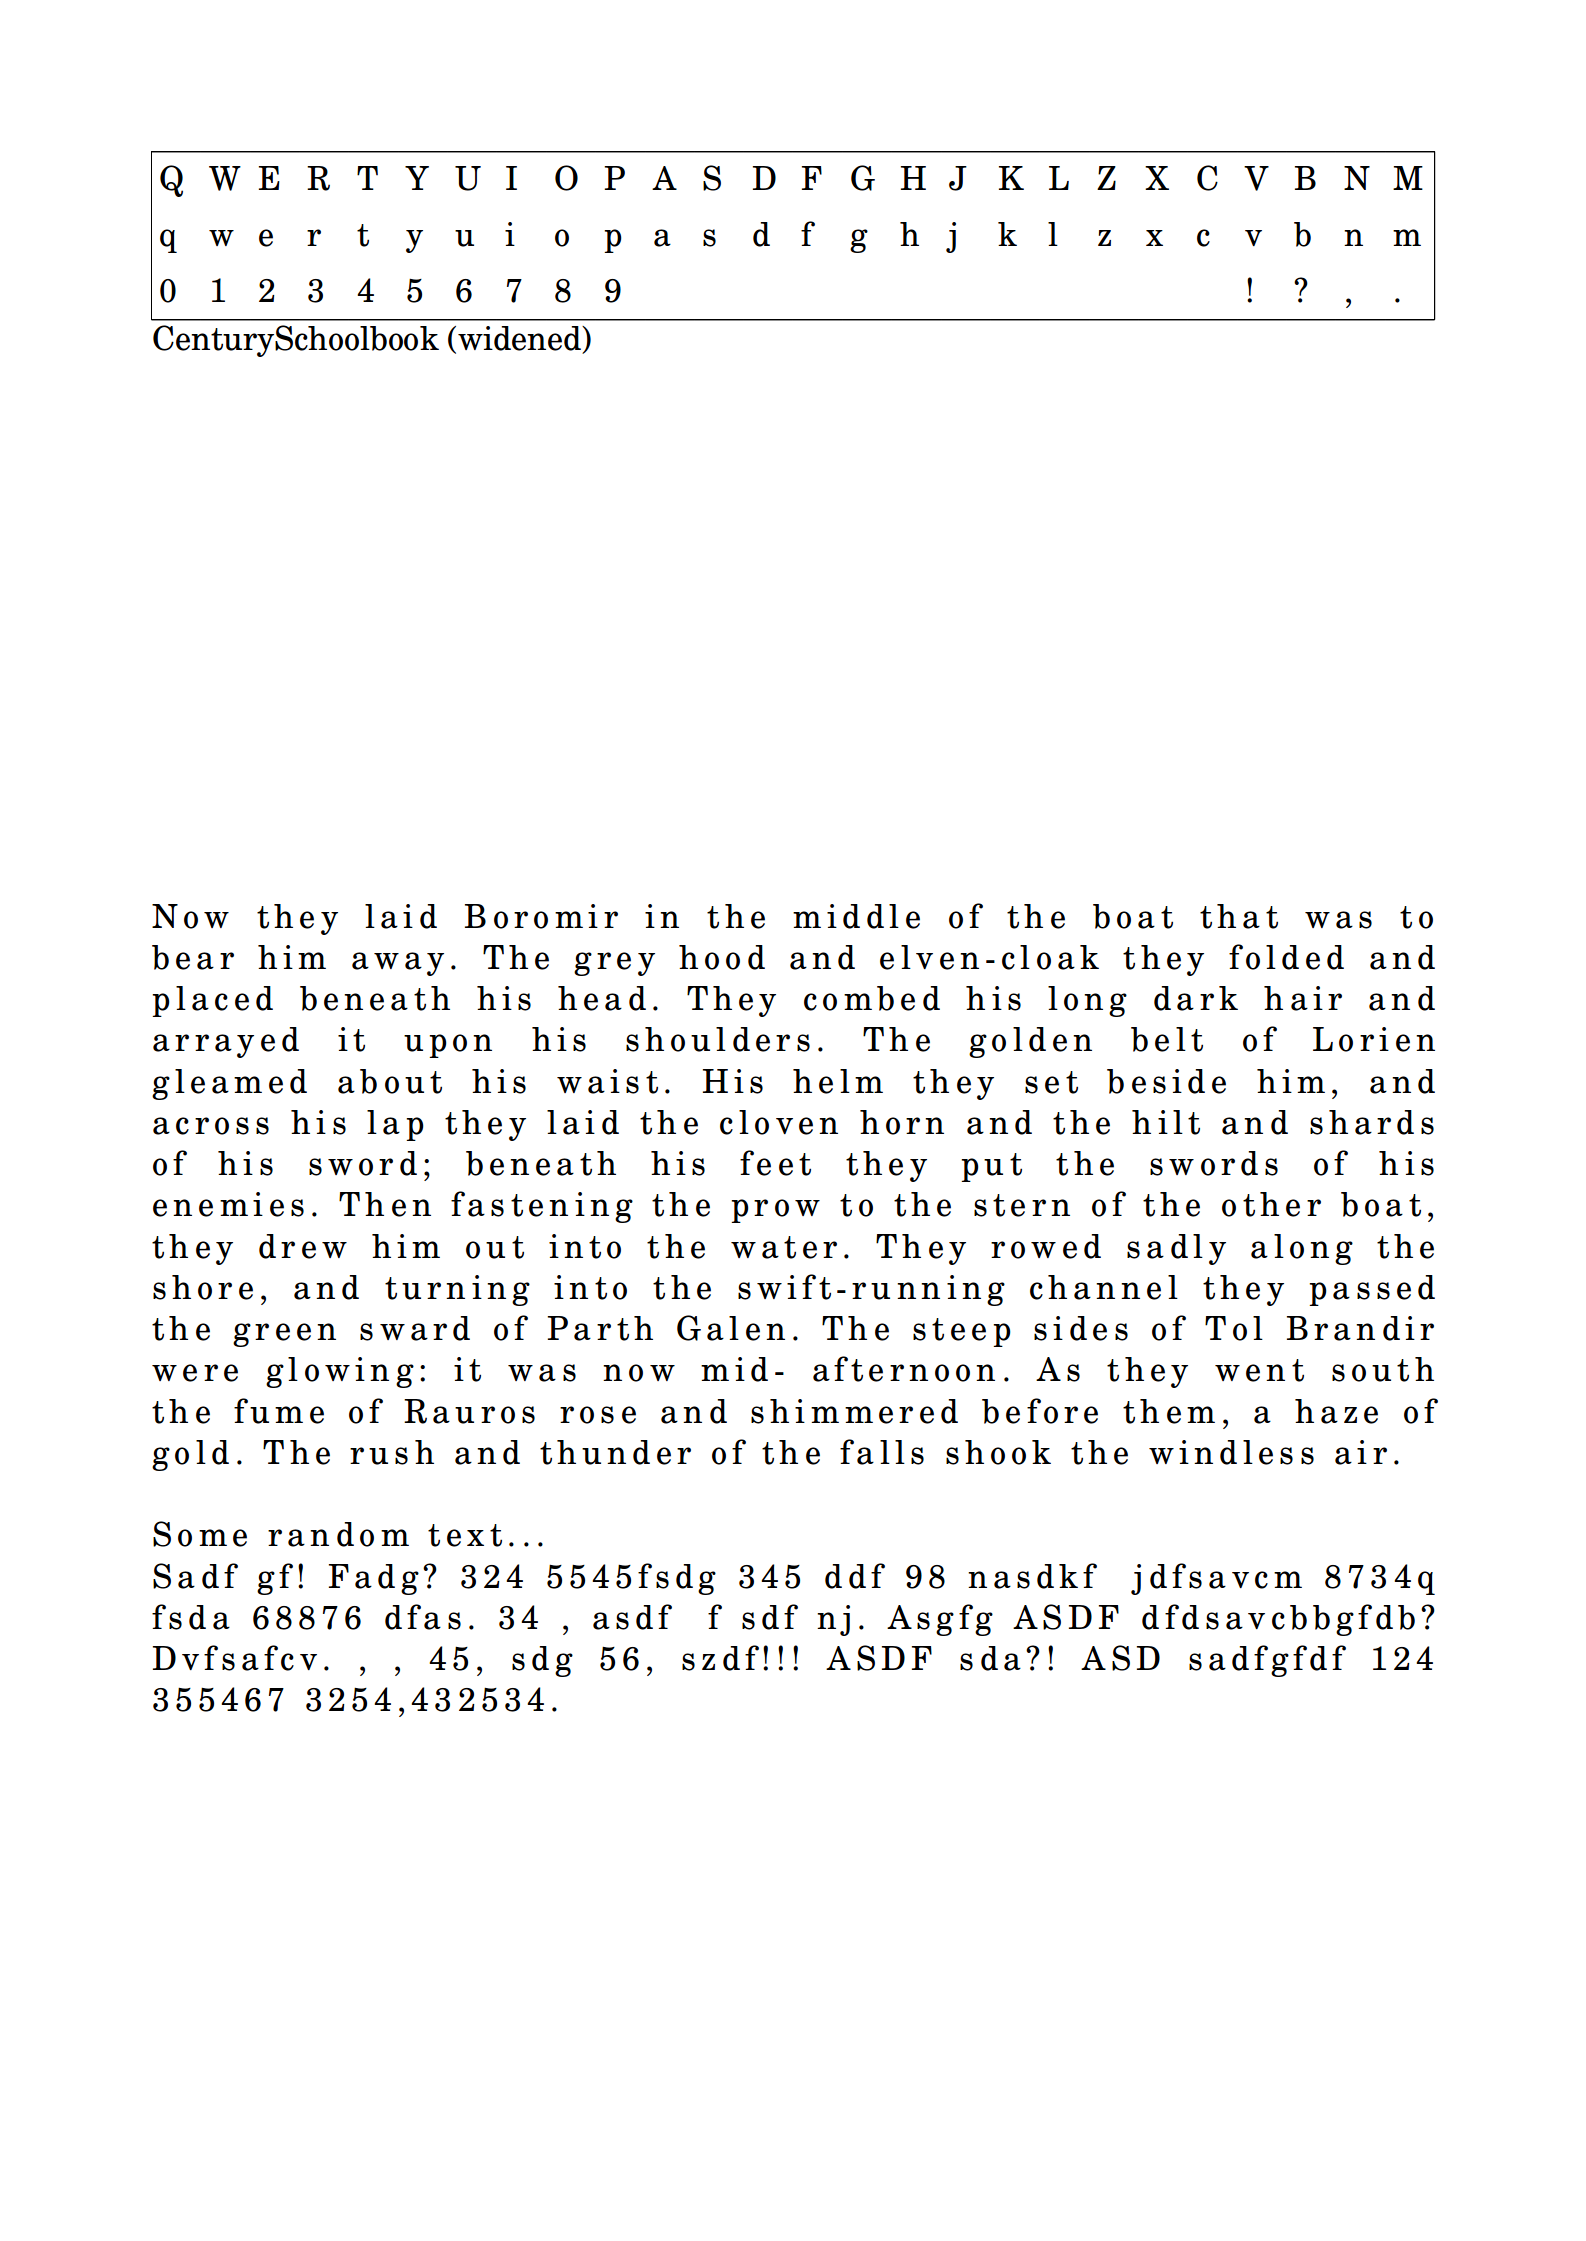 Q W E R T Y U I O P A S D F G H J K L Z X C V B N M
q w e r t y u i o p a s d f g h j k l z x c v b n m
0 1 2 3 4 5 6 7 8 9 ! ? , .
CenturySchoolbook (widened)
Now they laid Boromir in the middle of the boat that was to
bear him away. The grey hood and elven-cloak they folded and
placed beneath his head. They combed his long dark hair and
arrayed it upon his shoulders. The golden belt of Lorien
gleamed about his waist. His helm they set beside him, and
across his lap they laid the cloven horn and the hilt and shards
of his sword; beneath his feet they put the swords of his
enemies. Then fastening the prow to the stern of the other boat,
they drew him out into the water. They rowed sadly along the
shore, and turning into the swift-running channel they passed
the green sward of Parth Galen. The steep sides of Tol Brandir
were glowing: it was now mid- afternoon. As they went south
the fume of Rauros rose and shimmered before them, a haze of
gold. The rush and thunder of the falls shook the windless air.
Some random text...
Sadf gf! Fadg? 324 5545fsdg 345 ddf 98 nasdkf jdfsavcm 8734q
fsda 68876 dfas. 34 , asdf f sdf nj. Asgfg ASDF dfdsavcbbgfdb?
Dvfsafcv. , , 45, sdg 56, szdf!!! ASDF sda?! ASD sadfgfdf 124
355467 3254,432534.